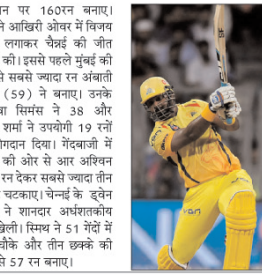 न पर 160रन बनाए।
ने आखिरी ओवर में विजय
लगाकर चैन्नई की जीत
की। इससे पहले मुंबई की
से सबसे ज्यादा रन अंबाती
(59) ने बनाए। उनके
वा सिमंस ने 38 और
शर्मा ने उपयोगी 19 रनों
गदान दिया। गेंदबाजी में
की ओर से आर अश्विन
रन देकर सबसे ज्यादा तीन
चटकाए। चेन्नई के ड्वेन
ने शानदार अर्धशतकीय
खेली। स्मिथ ने 51 गेंदों में
चौके और तीन छक्के की
से 57 रन बनाए।